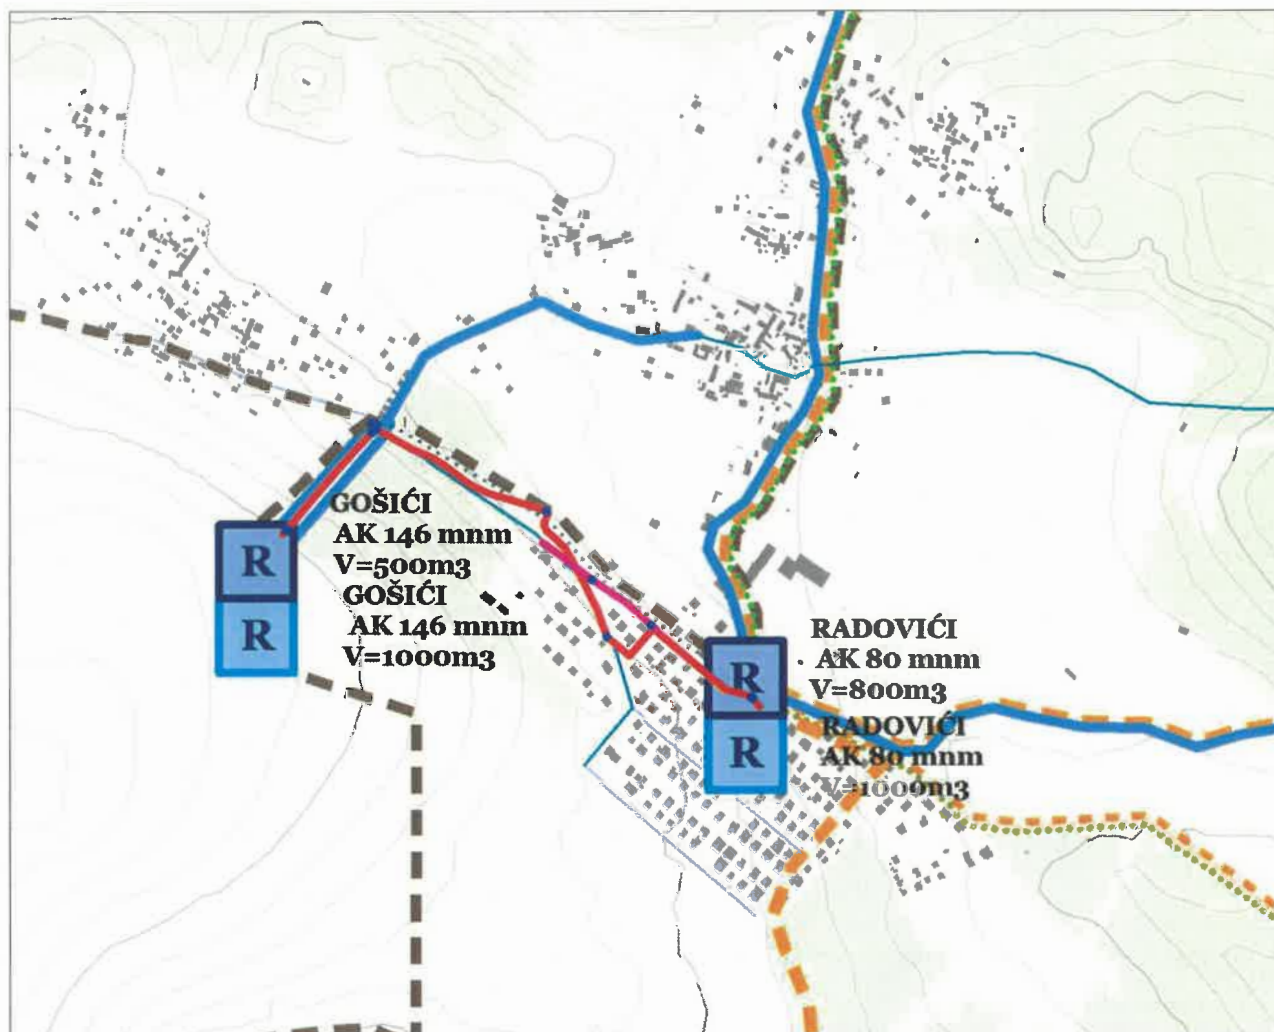 GOŠIĆI
AK 146 mnm
V=500m3
GOŠIĆI
AK 146 mnm
V=1000m3
R
R
RADOVIĆI
AK 80 mnm
V=800m3
RADOVIĆI
AK 80 mnm
V=1000m3
R
R